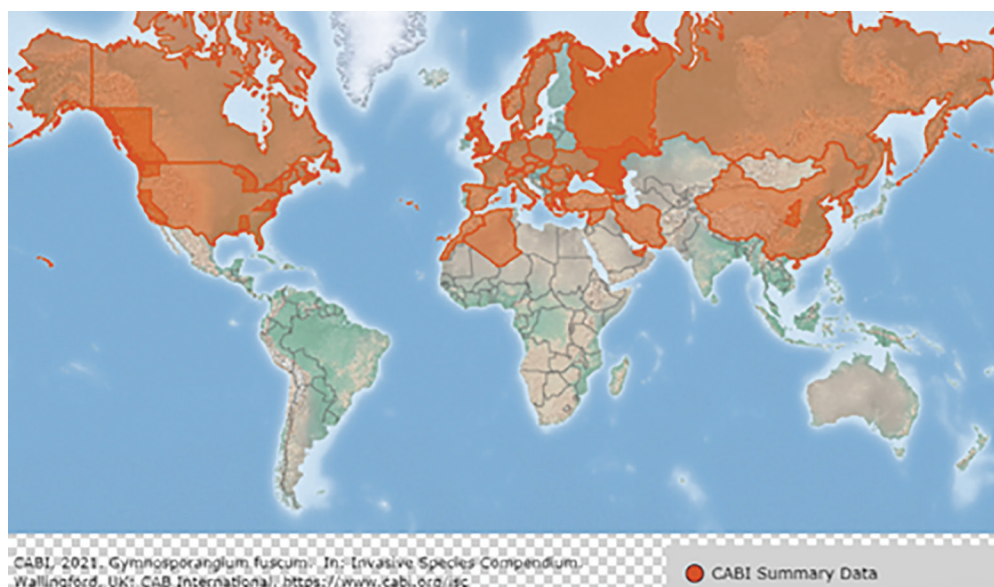 CABI, 2021. Gymnosporangium fuscum. In: Invasive Species Compendium.
Wallingford, UK: CAB International. https://www.cabi.org/isc
CABI Summary Data